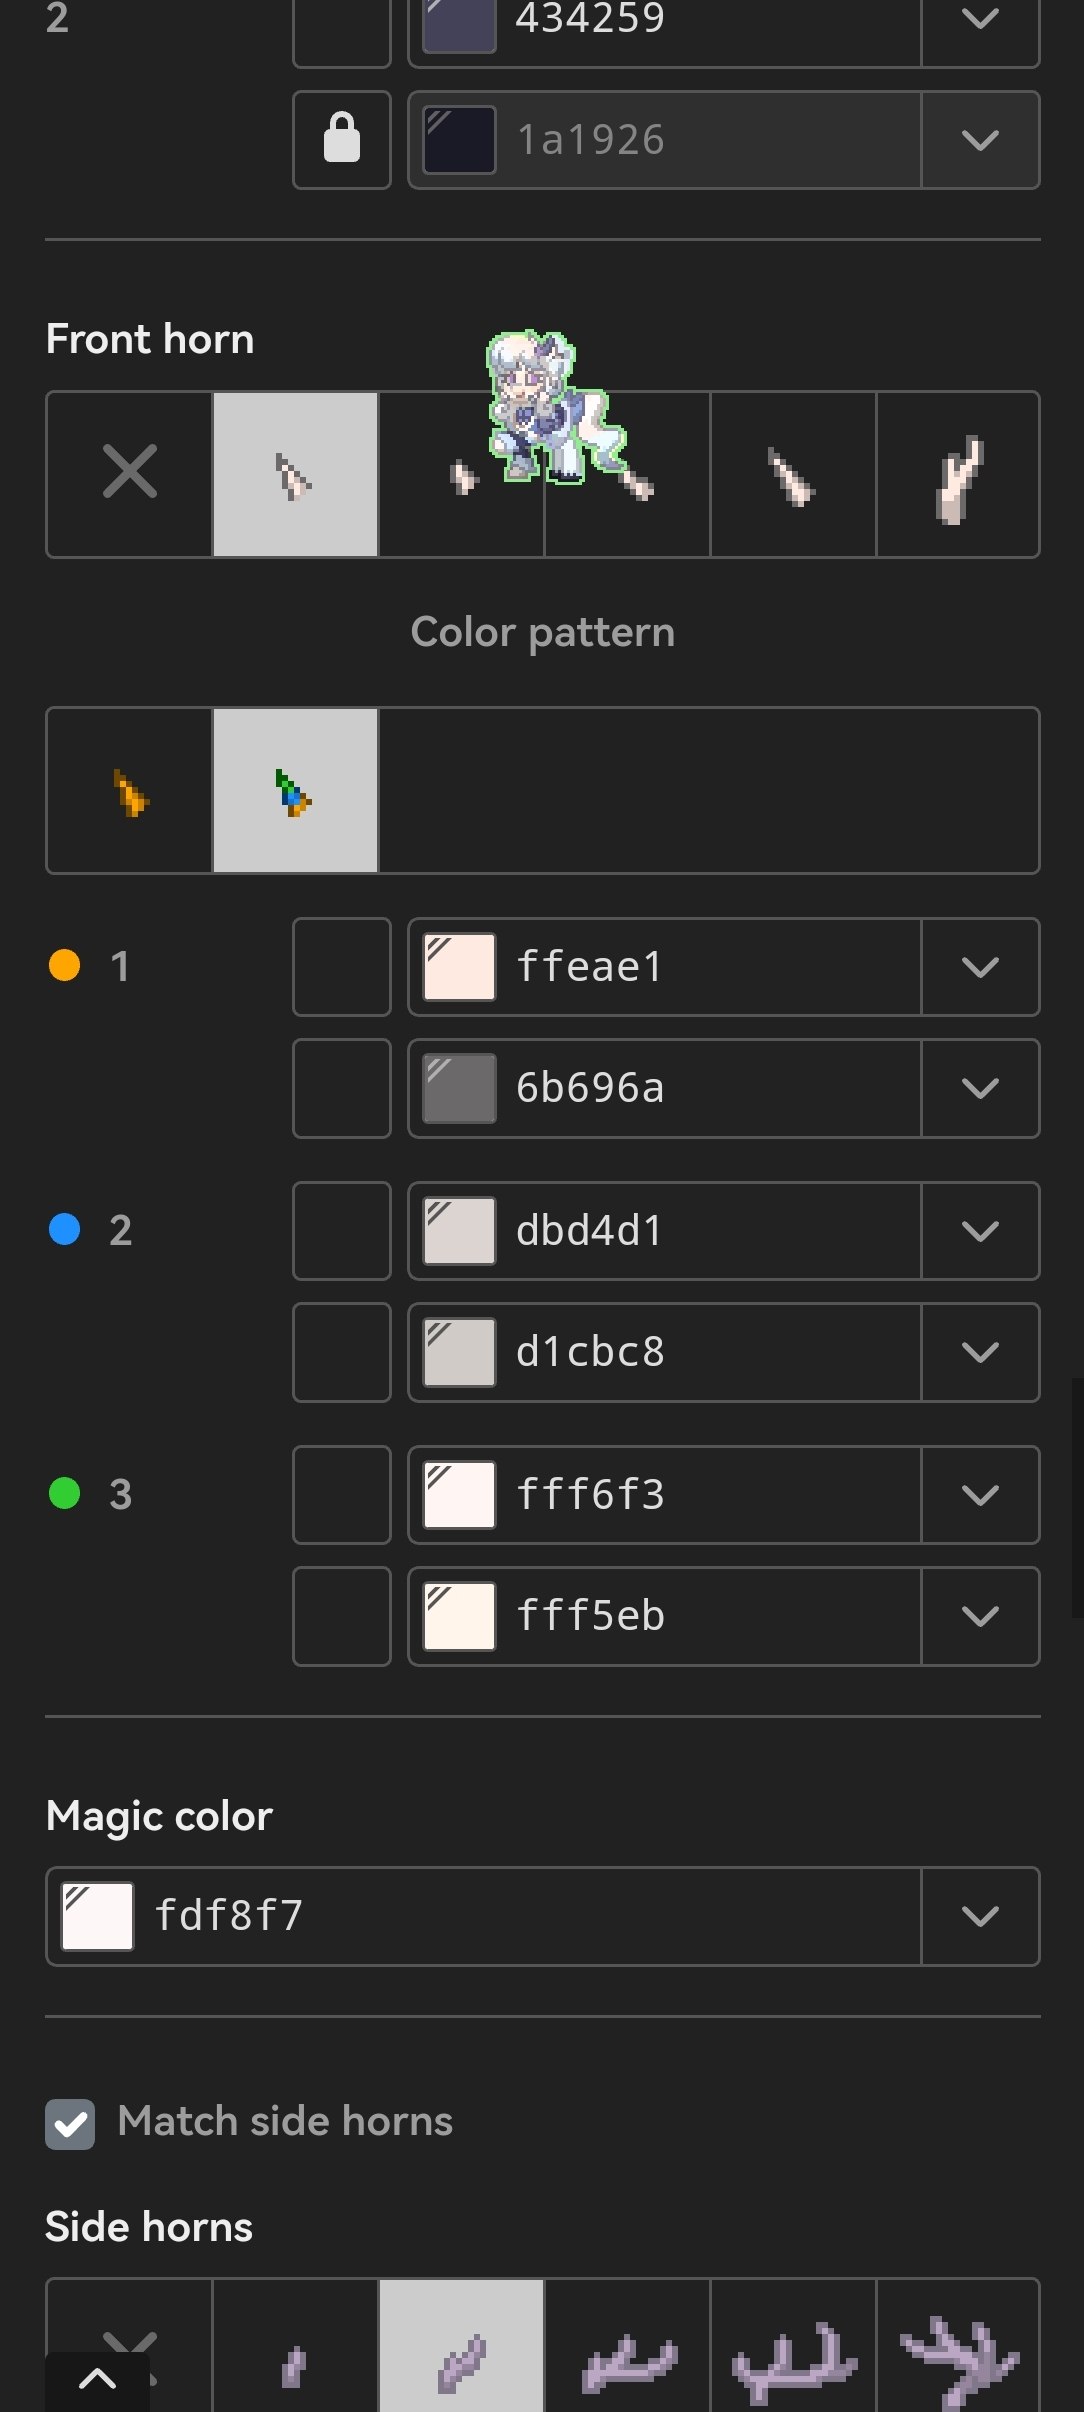 2
434259
1a1926
Front horn
Color pattern
1
ffeae1
6b696a
2
dbd4d1
d1cbc8
3
fff6f3
fff5eb
Magic color
fdf8f7
Match side horns
Side horns